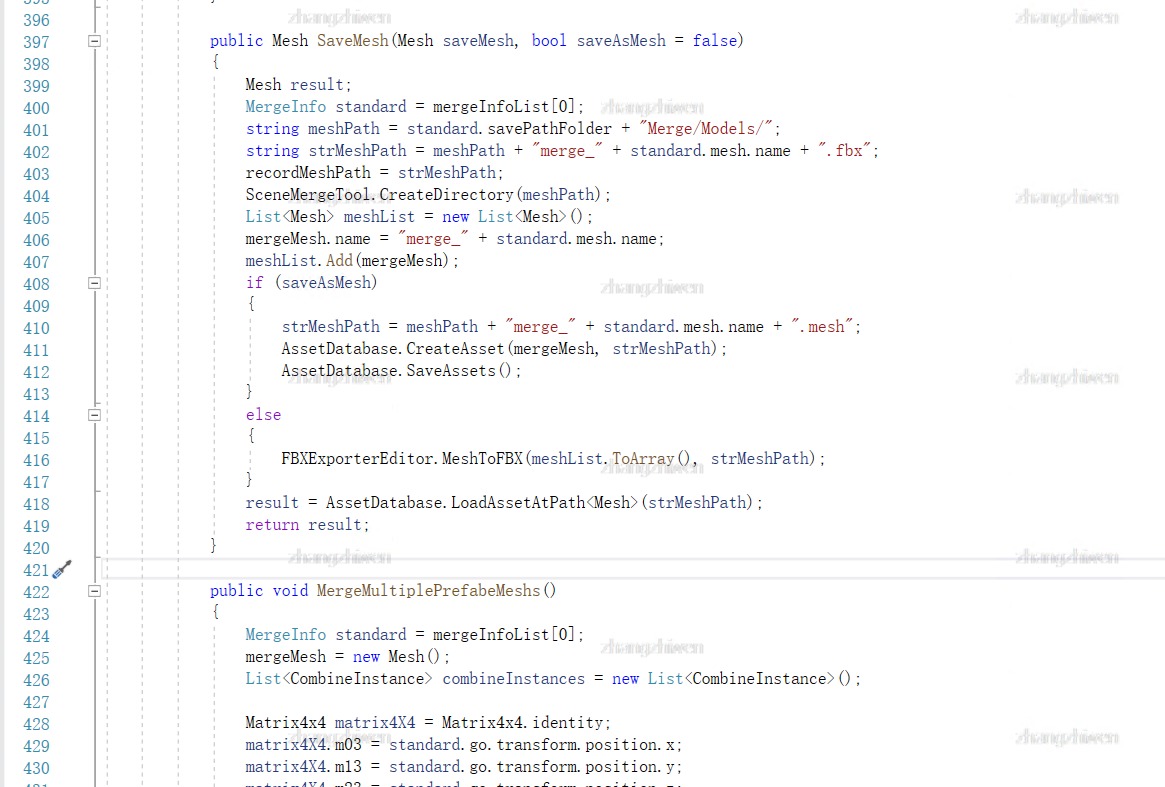 396
397 public Mesh SaveMesh(Mesh saveMesh, bool saveAsMesh = false)
398 {
399 Mesh result;
400 MergeInfo standard = mergeInfoList[0];
401 string meshPath = standard.savePathFolder + "Merge/Models/";
402 string strMeshPath = meshPath + "merge_" + standard.mesh.name + ".fbx";
403 recordMeshPath = strMeshPath;
404 SceneMergeTool.CreateDirectory(meshPath);
405 List<Mesh> meshList = new List<Mesh>();
406 mergeMesh.name = "merge_" + standard.mesh.name;
407 meshList.Add(mergeMesh);
408 if (saveAsMesh)
409 {
410 strMeshPath = meshPath + "merge_" + standard.mesh.name + ".mesh";
411 AssetDatabase.CreateAsset(mergeMesh, strMeshPath);
412 AssetDatabase.SaveAssets();
413 }
414 else
415 {
416 FBXExporterEditor.MeshToFBX(meshList.ToArray(), strMeshPath);
417 }
418 result = AssetDatabase.LoadAssetAtPath<Mesh>(strMeshPath);
419 return result;
420 }
421
422 public void MergeMultiplePrefabeMeshs()
423 {
424 MergeInfo standard = mergeInfoList[0];
425 mergeMesh = new Mesh();
426 List<CombineInstance> combineInstances = new List<CombineInstance>();
427
428 Matrix4x4 matrix4X4 = Matrix4x4.identity;
429 matrix4X4.m03 = standard.go.transform.position.x;
430 matrix4X4.m13 = standard.go.transform.position.y;